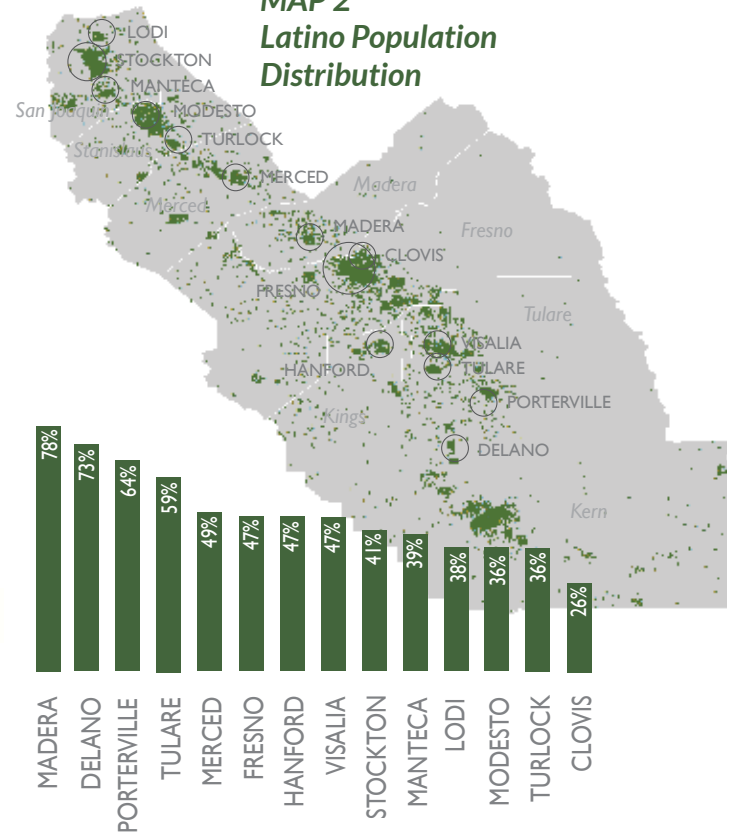 MAP 2
Latino Population
Distribution
LODI
STOCKTON
MANTECA
San Joaquin
MODESTO
TURLOCK
Stanislaus
MERCED
Madera
Merced
MADERA
Fresno
CLOVIS
FRESNO
Tulare
VISALIA
HANFORD
TULARE
PORTERVILLE
Kings
DELANO
Kern
78%
73%
64%
59%
49%
47%
47%
47%
41%
39%
38%
36%
36%
26%
MADERA
DELANO
PORTERVILLE
TULARE
MERCED
FRESNO
HANFORD
VISALIA
STOCKTON
MANTECA
LODI
MODESTO
TURLOCK
CLOVIS